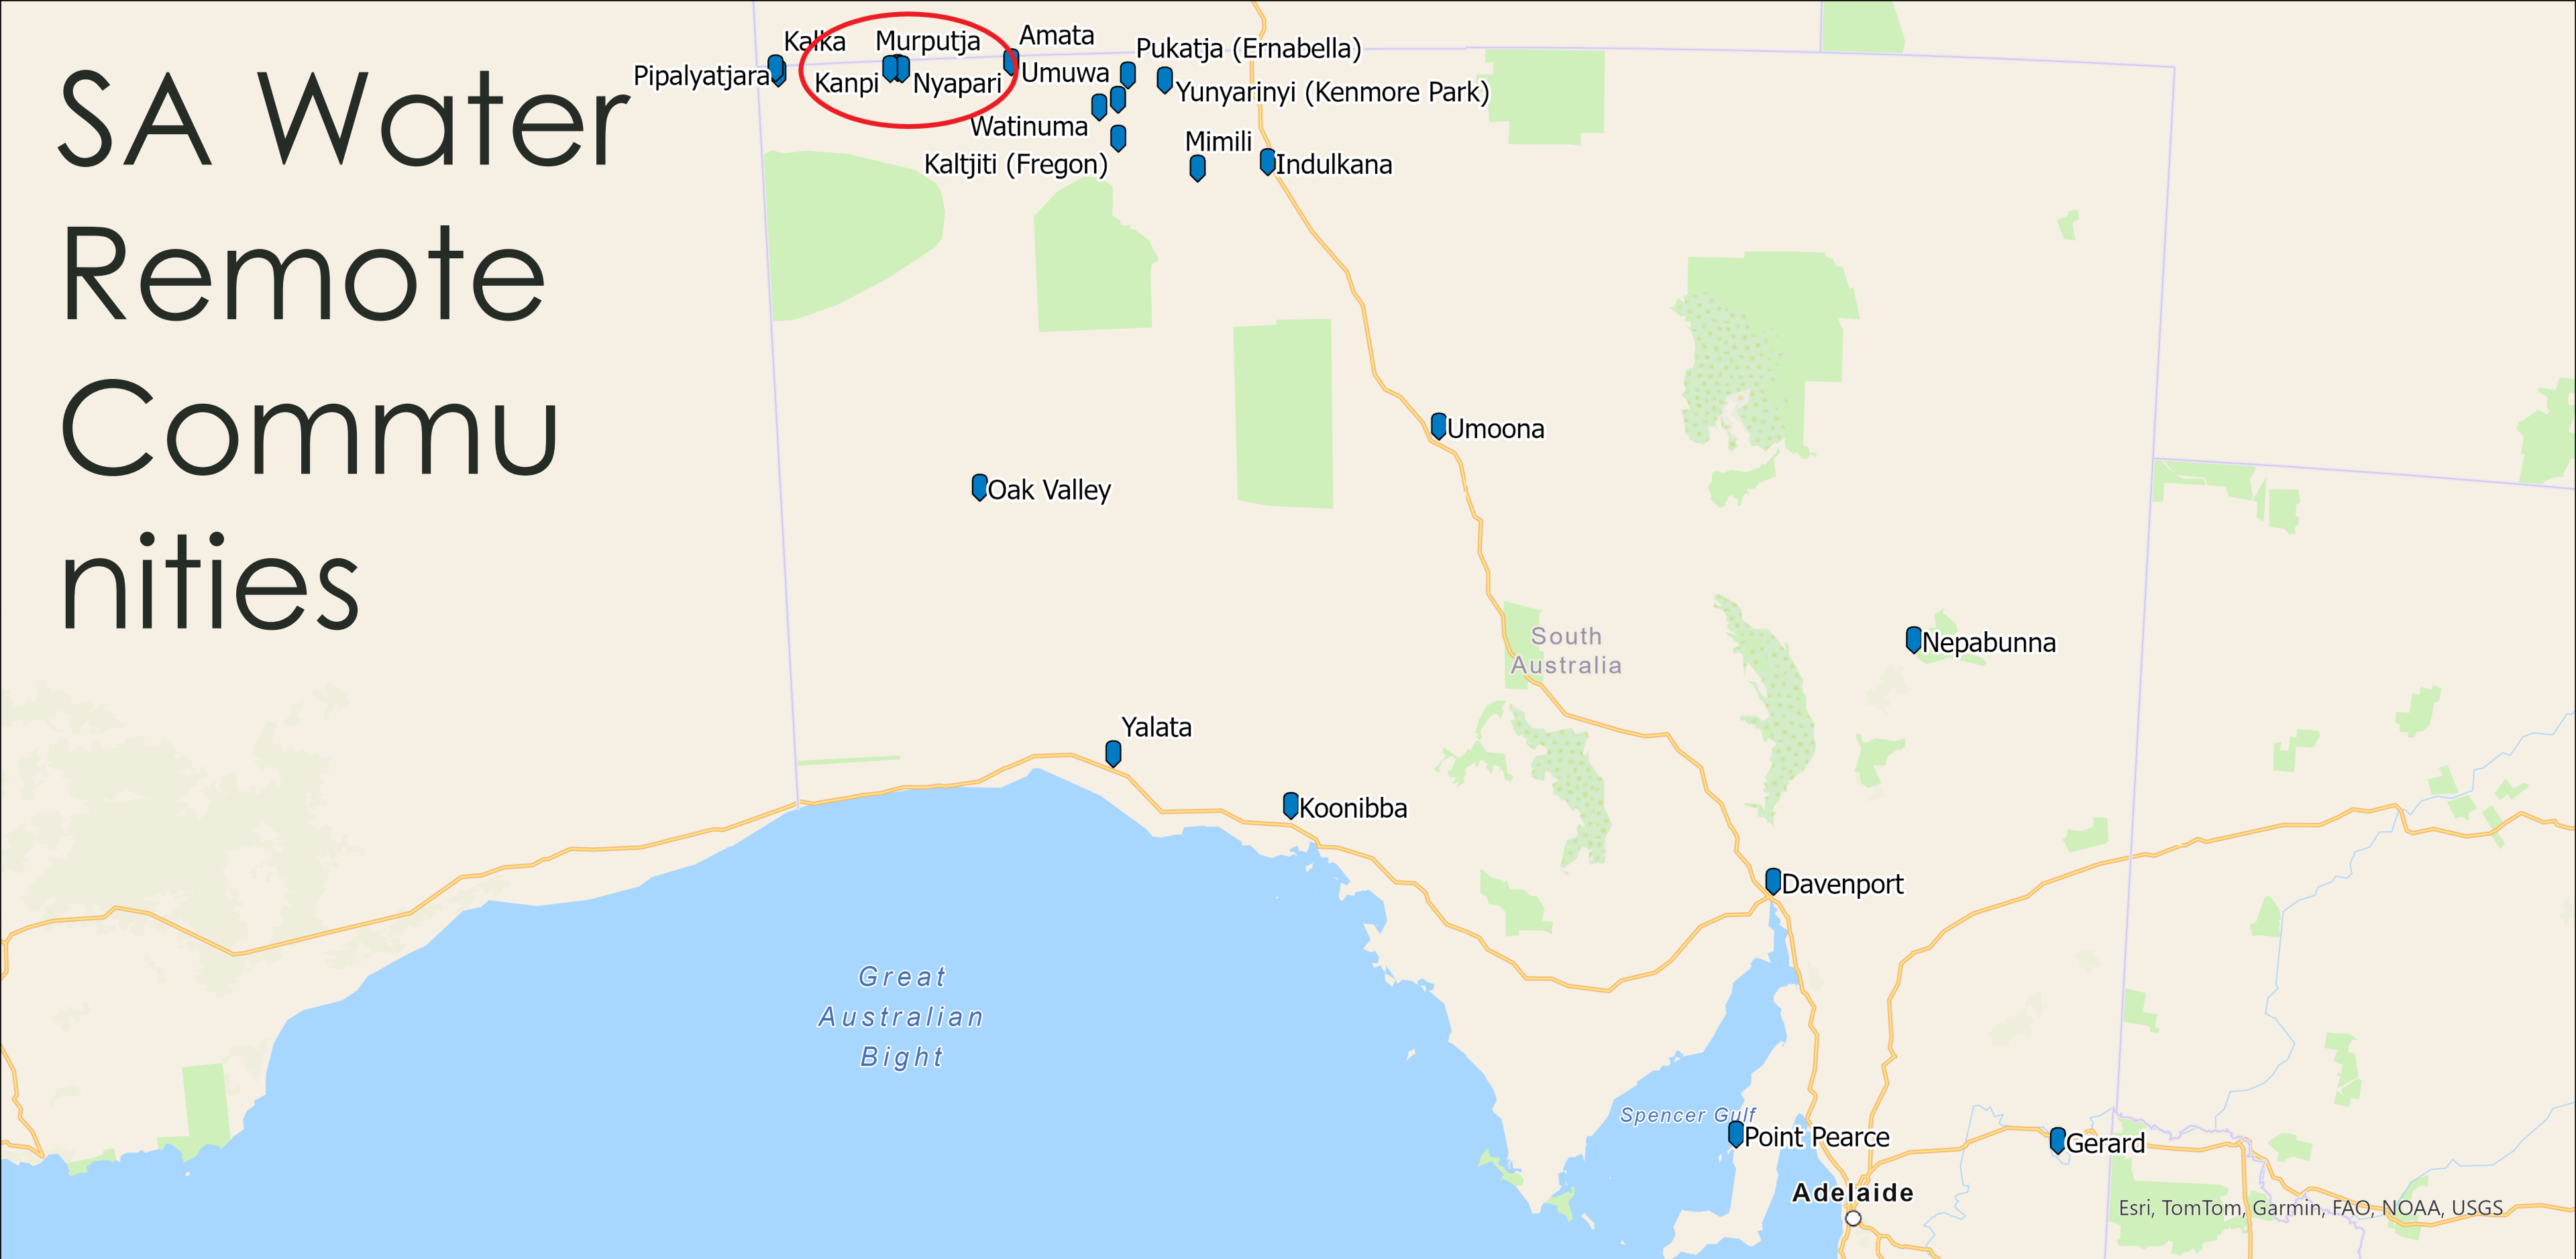 SA Water
Remote
Commu
nities
Kalka
Murputja
Amata
Pukatja (Ernabella)
Pipalyatjara
Kanpi
Nyapari
Umuwa
Yunyarinyi (Kenmore Park)
Watinuma
Mimili
Kaltjiti (Fregon)
Indulkana
Umoona
Oak Valley
South
Australia
Nepabunna
Yalata
Koonibba
Davenport
Great
Australian
Bight
Spencer Gulf
Point Pearce
Gerard
Adelaide
Esri, TomTom, Garmin, FAO, NOAA, USGS